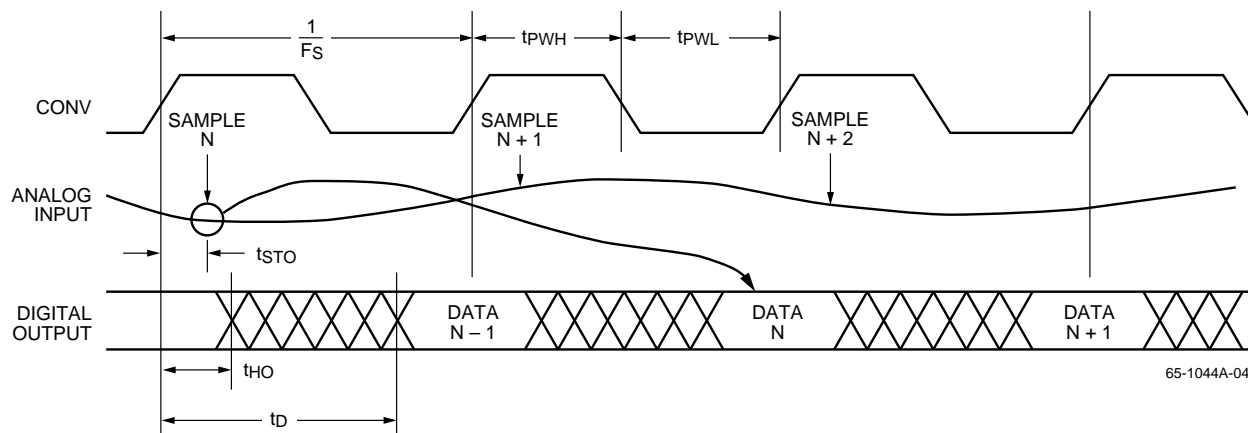 1
FS
tPWH
tPWL
CONV
SAMPLE
N
SAMPLE
N + 1
SAMPLE
N + 2
ANALOG
INPUT
tSTO
DIGITAL
OUTPUT
DATA
N – 1
DATA
N
DATA
N + 1
tHO
65-1044A-04
tD